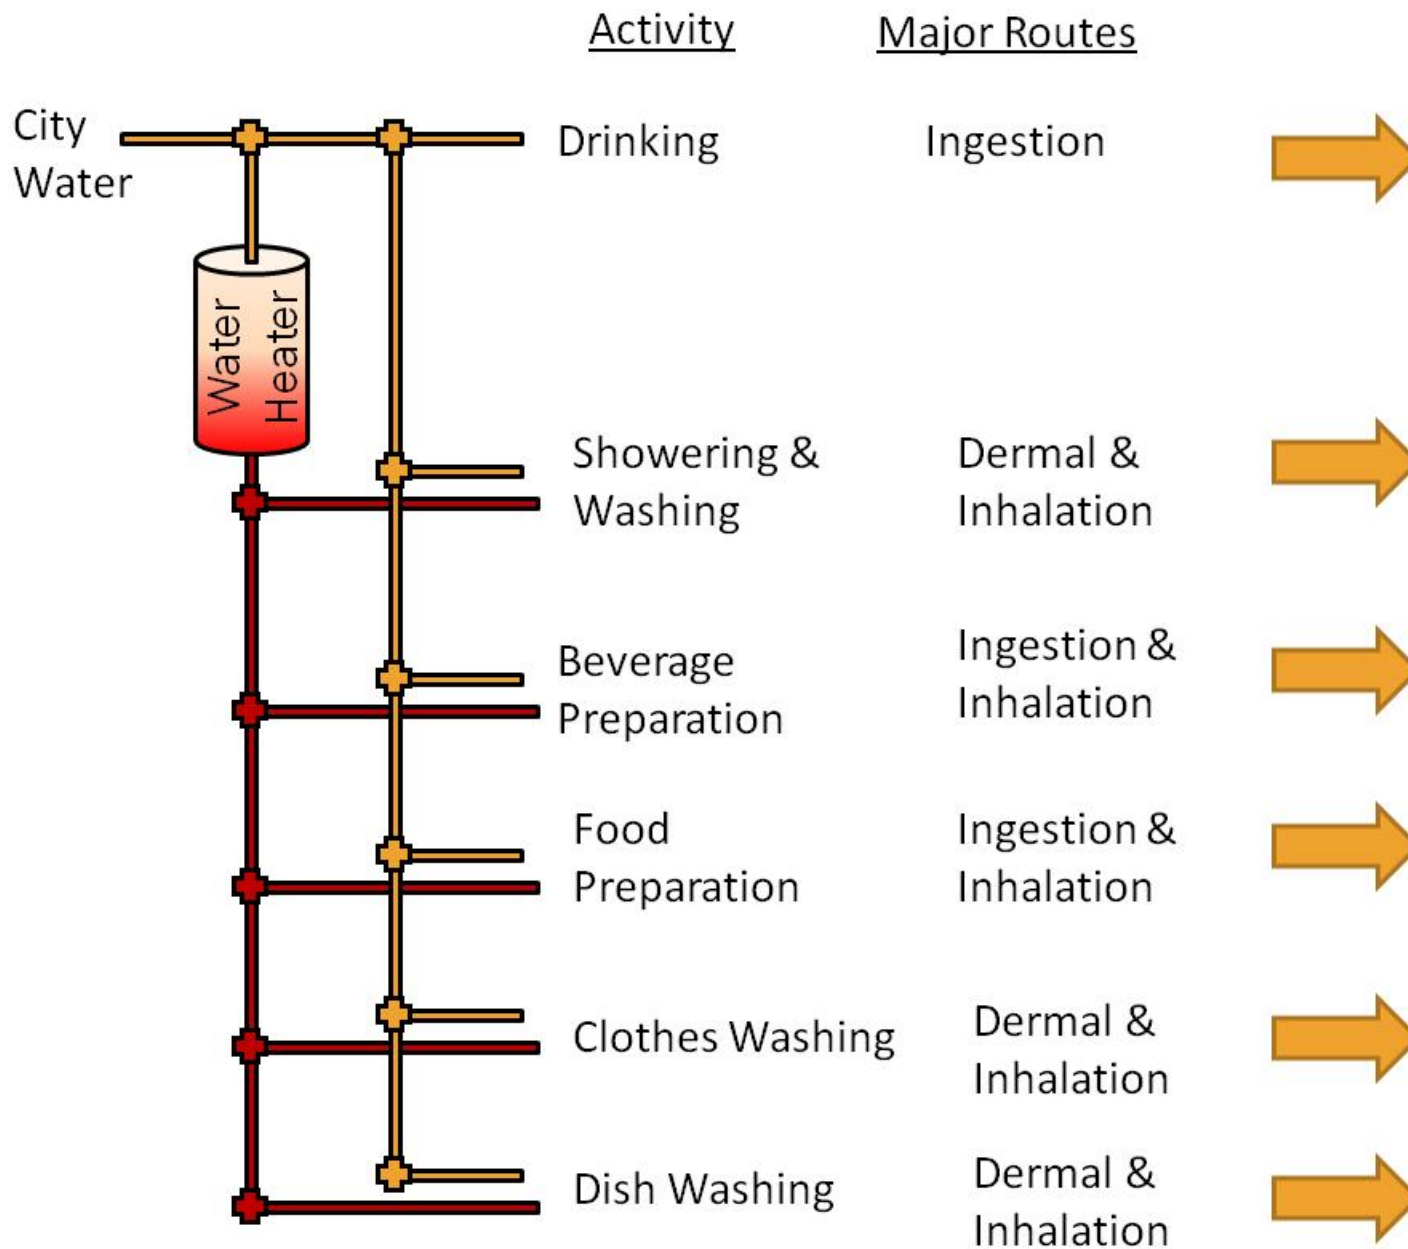 Activity
Major Routes
City
Water
Drinking
Ingestion
Water
Heater
Showering &
Washing
Dermal &
Inhalation
Beverage
Preparation
Ingestion &
Inhalation
Food
Preparation
Ingestion &
Inhalation
Clothes Washing
Dermal &
Inhalation
Dish Washing
Dermal &
Inhalation